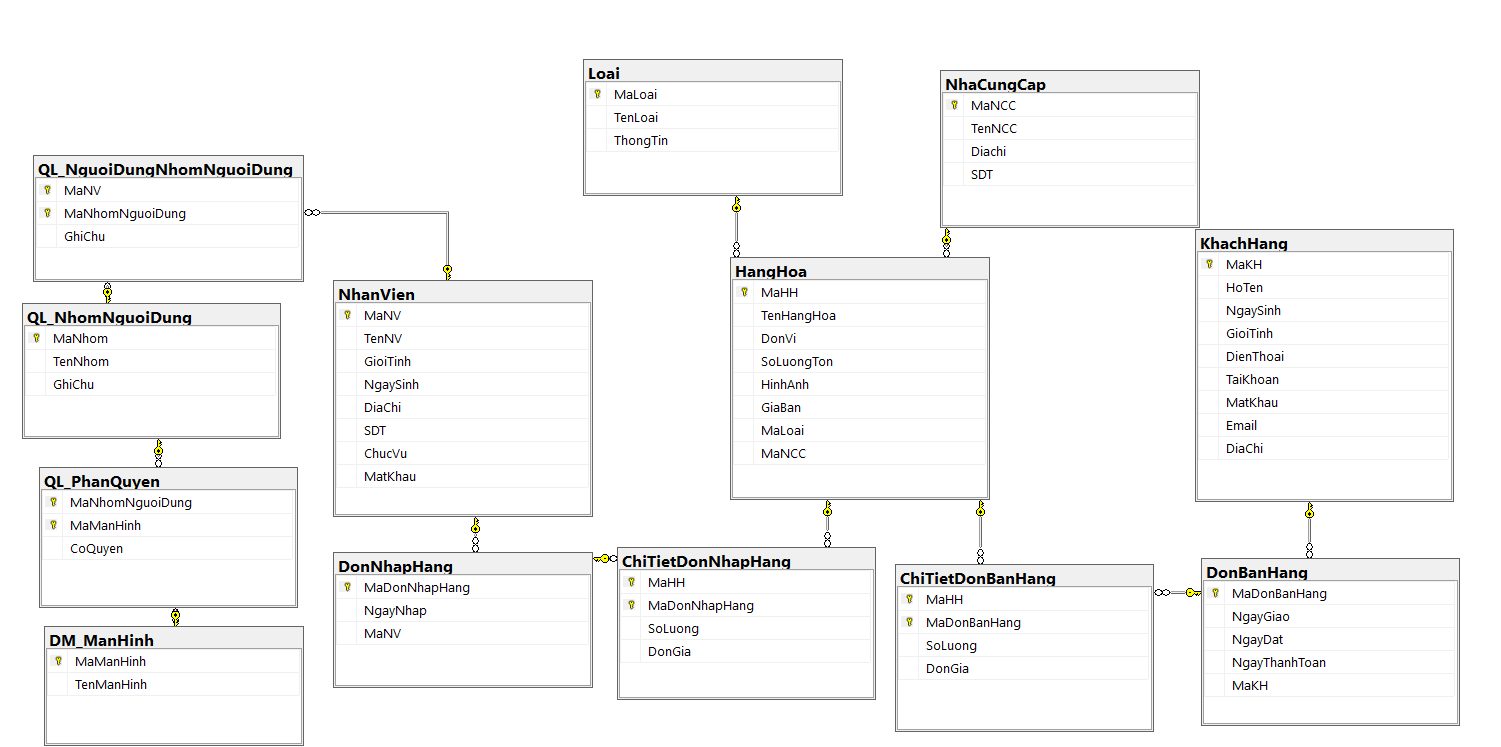 Loai
MaLoai
TenLoai
ThongTin
NhaCungCap
MaNCC
TenNCC
Diachi
SDT
QL_NguoiDungNhomNguoiDung
MaNV
MaNhomNguoiDung
GhiChu
KhachHang
MaKH
HoTen
NgaySinh
GioiTinh
DienThoai
TaiKhoan
MatKhau
Email
DiaChi
HangHoa
MaHH
TenHangHoa
DonVi
SoLuongTon
HinhAnh
GiaBan
MaLoai
MaNCC
NhanVien
MaNV
TenNV
GioiTinh
NgaySinh
DiaChi
SDT
ChucVu
MatKhau
QL_NhomNguoiDung
MaNhom
TenNhom
GhiChu
QL_PhanQuyen
MaNhomNguoiDung
MaManHinh
CoQuyen
DM_ManHinh
MaManHinh
TenManHinh
DonNhapHang
MaDonNhapHang
NgayNhap
MaNV
ChiTietDonNhapHang
MaHH
MaDonNhapHang
SoLuong
DonGia
ChiTietDonBanHang
MaHH
MaDonBanHang
SoLuong
DonGia
DonBanHang
MaDonBanHang
NgayGiao
NgayDat
NgayThanhToan
MaKH